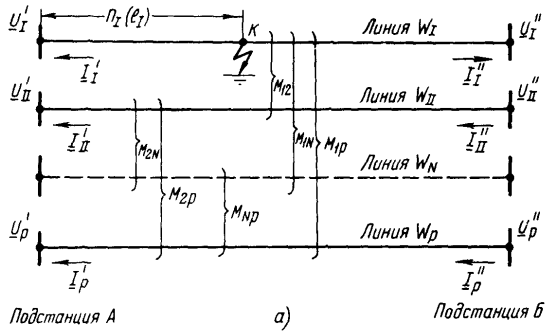 U̲I′ nI(ℓI) K Линия WI U̲I″
I̲I′ I̲I″
M12
U̲II′ Линия WII U̲II″
I̲II′ M2N M1N M1p I̲II″
Линия WN
M2p MNp
U̲p′ Линия Wp U̲p″
I̲p′ I̲p″
Подстанция А а) Подстанция Б